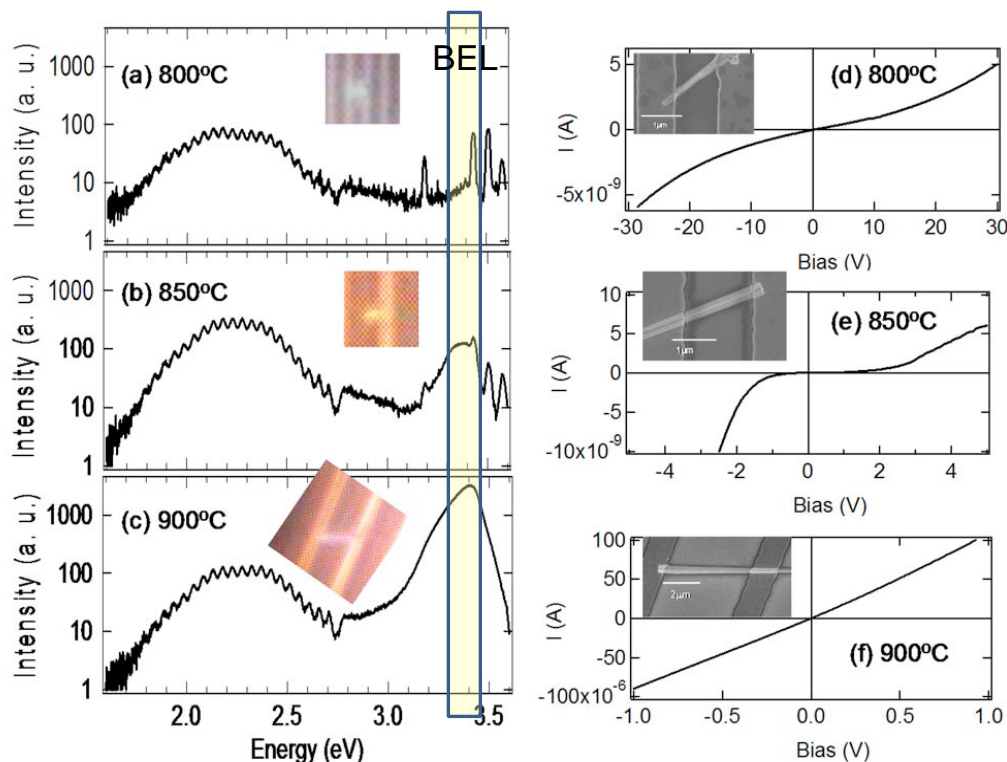 BEL
(a) 800ºC
1000
100
10
1
Intensity (a. u.)
(b) 850ºC
1000
100
10
1
Intensity (a. u.)
(c) 900ºC
1000
100
10
1
Intensity (a. u.)
2.0 2.5 3.0 3.5
Energy (eV)
(d) 800ºC
1µm
5
0
-5x10-9
I (A)
-30 -20 -10 0 10 20 30
Bias (V)
(e) 850ºC
1µm
10
5
0
-5
-10x10-9
I (A)
-4 -2 0 2 4
Bias (V)
(f) 900ºC
2µm
100
50
0
-50
-100x10-6
I (A)
-1.0 -0.5 0.0 0.5 1.0
Bias (V)